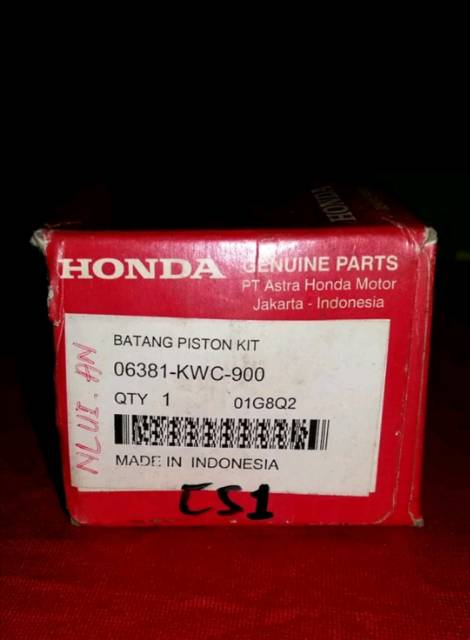 HONDA
HONDA GENUINE PARTS
PT Astra Honda Motor
Jakarta - Indonesia
BATANG PISTON KIT
06381-KWC-900
QTY 1 01G8Q2
MADE IN INDONESIA
CS1